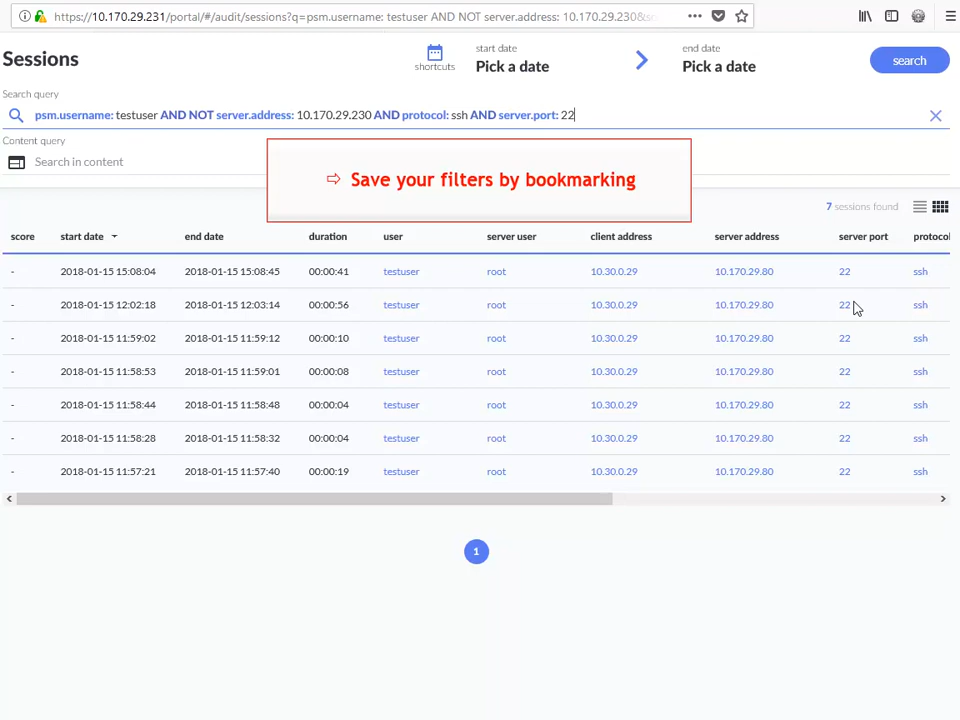 https://10.170.29.231/portal/#/audit/sessions?q=psm.username: testuser AND NOT server.address: 10.170.29.230&sc
Sessions
shortcuts
start date
Pick a date
end date
Pick a date
search
Search query
psm.username: testuser AND NOT server.address: 10.170.29.230 AND protocol: ssh AND server.port: 22
Content query
Search in content
⇨ Save your filters by bookmarking
7 sessions found
score start date end date duration user server user client address server address server port protocol
- 2018-01-15 15:08:04 2018-01-15 15:08:45 00:00:41 testuser root 10.30.0.29 10.170.29.80 22 ssh
- 2018-01-15 12:02:18 2018-01-15 12:03:14 00:00:56 testuser root 10.30.0.29 10.170.29.80 22 ssh
- 2018-01-15 11:59:02 2018-01-15 11:59:12 00:00:10 testuser root 10.30.0.29 10.170.29.80 22 ssh
- 2018-01-15 11:58:53 2018-01-15 11:59:01 00:00:08 testuser root 10.30.0.29 10.170.29.80 22 ssh
- 2018-01-15 11:58:44 2018-01-15 11:58:48 00:00:04 testuser root 10.30.0.29 10.170.29.80 22 ssh
- 2018-01-15 11:58:28 2018-01-15 11:58:32 00:00:04 testuser root 10.30.0.29 10.170.29.80 22 ssh
- 2018-01-15 11:57:21 2018-01-15 11:57:40 00:00:19 testuser root 10.30.0.29 10.170.29.80 22 ssh
1